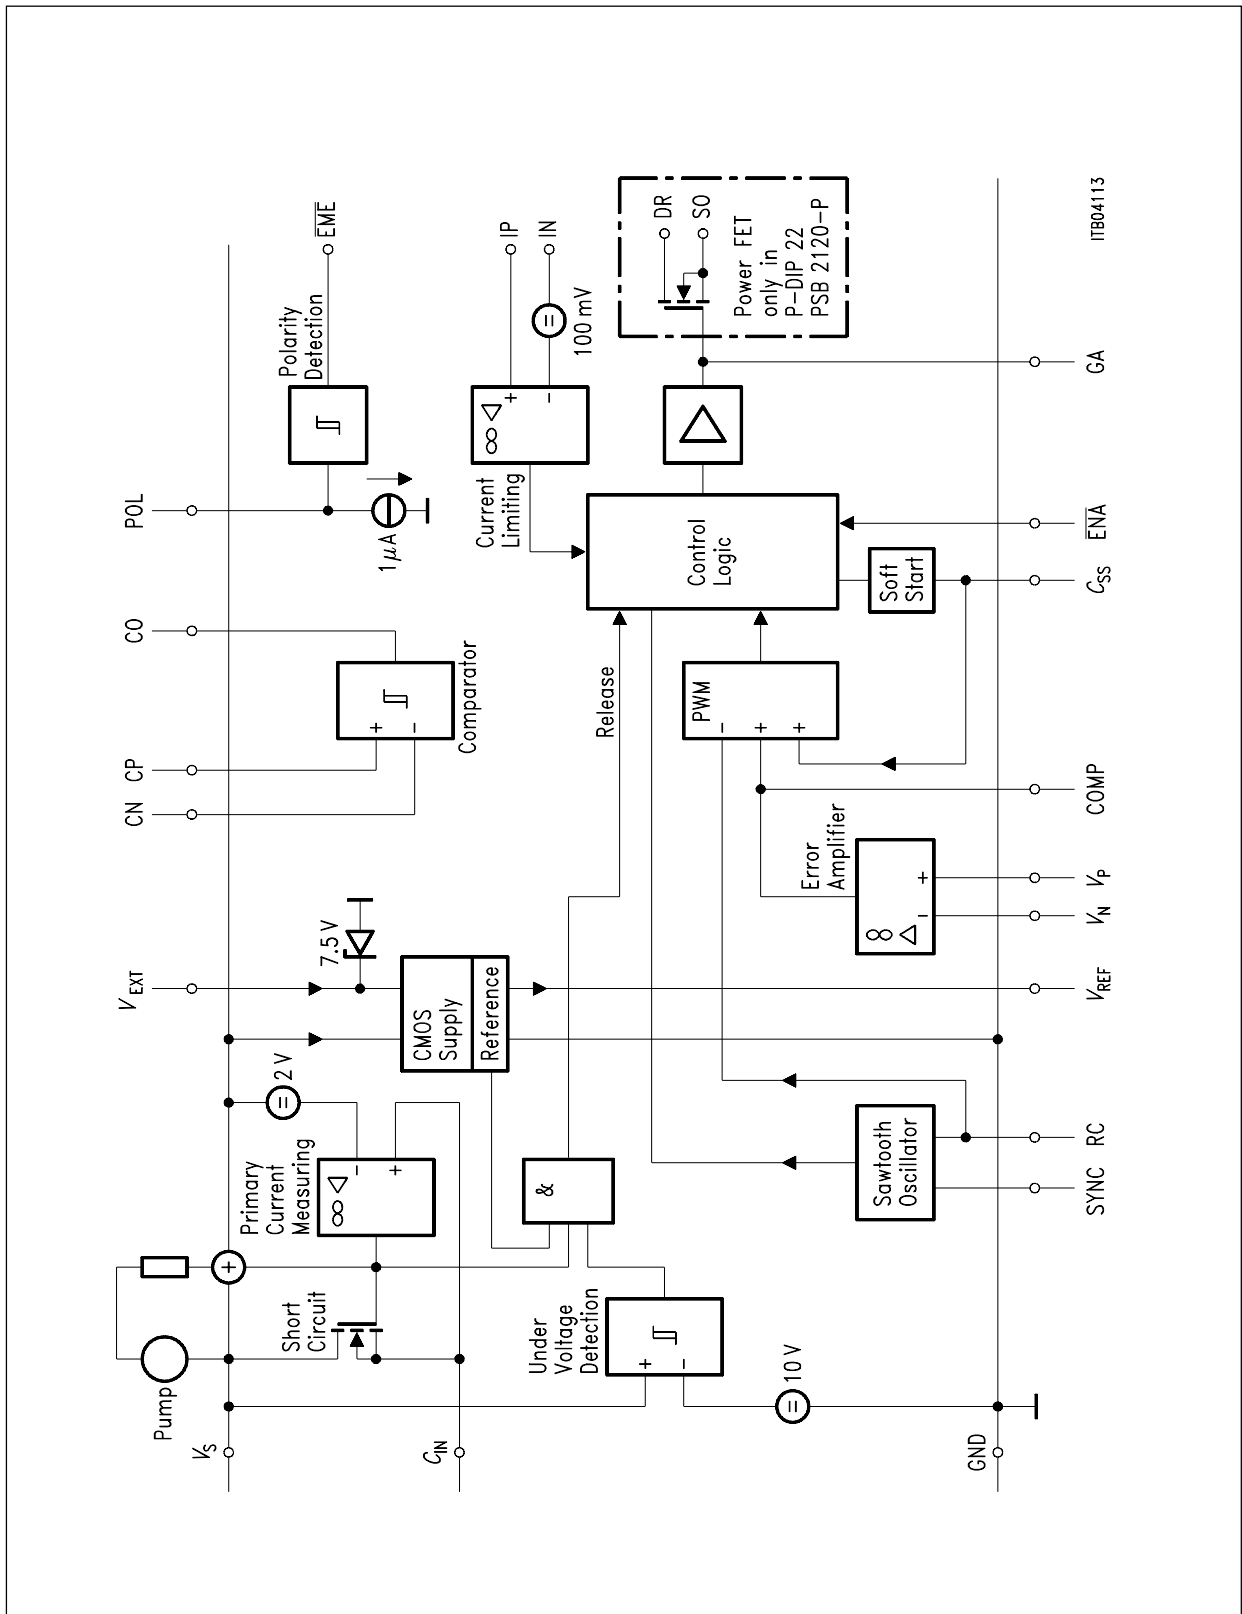 Pump
V_S
C_IN
GND
Short
Circuit
Under
Voltage
Detection
+
−
=
10 V
+
Primary
Current
Measuring
∞
−
+
=
2 V
&
V_EXT
7.5 V
CMOS
Supply
Reference
Release
Sawtooth
Oscillator
SYNC
RC
V_REF
V_N
V_P
COMP
Error
Amplifier
∞
−
+
CN
CP
CO
+
−
Comparator
PWM
−
+
+
Control
Logic
Soft
Start
C_SS
E̅N̅A̅
GA
POL
1 µA
Polarity
Detection
E̅M̅E̅
Current
Limiting
∞
+
−
IP
IN
=
100 mV
DR
SO
Power FET
only in
P-DIP 22
PSB 2120-P
ITB04113